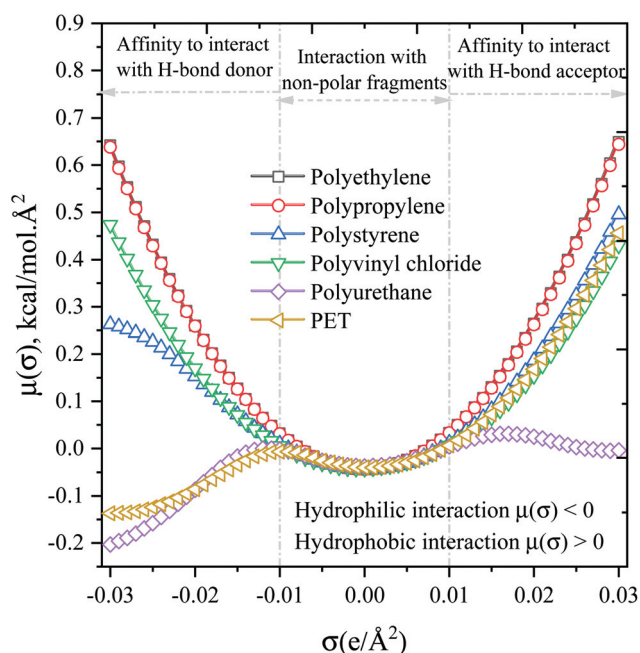 0.9
0.8
0.7
0.6
0.5
0.4
0.3
0.2
0.1
0.0
-0.1
-0.2
μ(σ), kcal/mol.Å²
Affinity to interact
with H-bond donor
Interaction with
non-polar fragments
Affinity to interact
with H-bond acceptor
Polyethylene
Polypropylene
Polystyrene
Polyvinyl chloride
Polyurethane
PET
Hydrophilic interaction μ(σ) < 0
Hydrophobic interaction μ(σ) > 0
-0.03 -0.02 -0.01 0.00 0.01 0.02 0.03
σ(e/Å²)